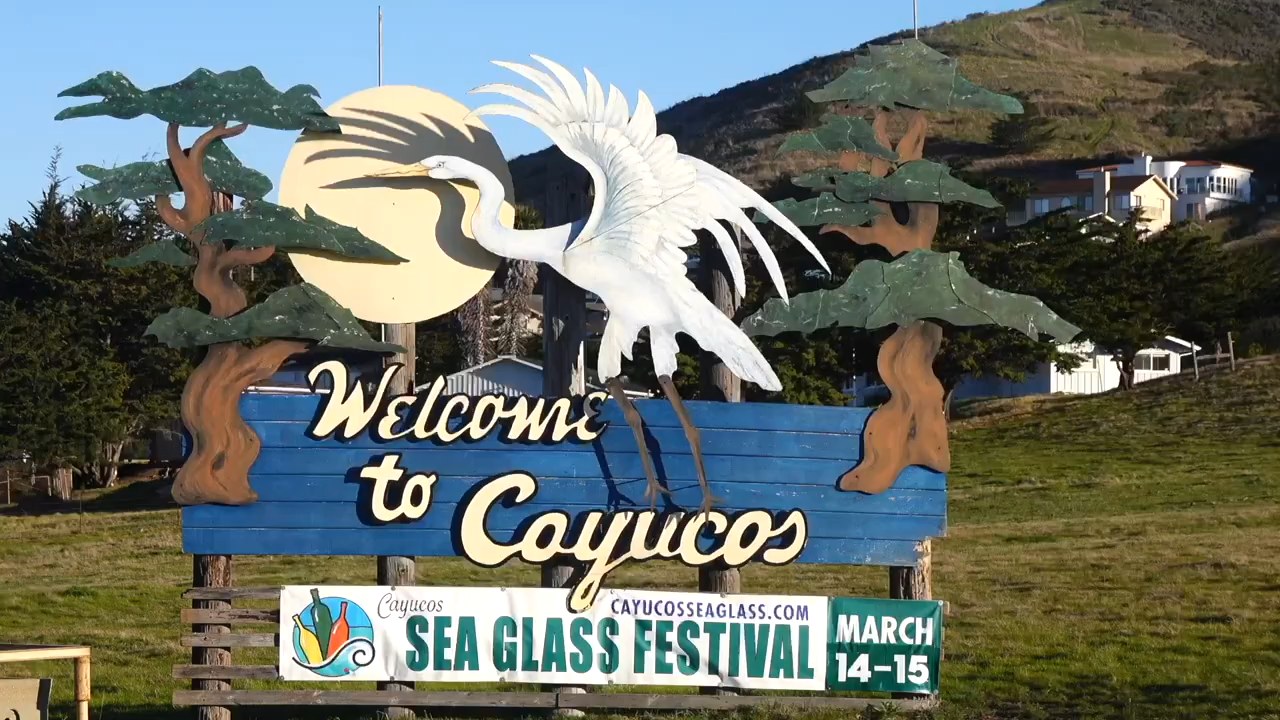 Welcome
to
Cayucos
Cayucos
CAYUCOSSEAGLASS.COM
SEA GLASS FESTIVAL
MARCH
14-15